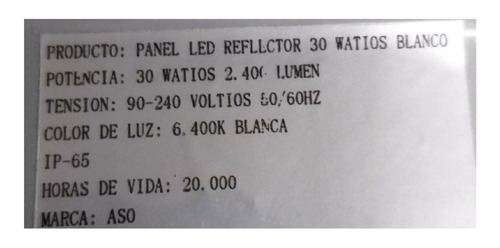 PRODUCTO: PANEL LED REFLLCTOR 30 WATIOS BLANCO
POTENCIA: 30 WATIOS 2.400 LUMEN
TENSION: 90-240 VOLTIOS 50/60HZ
COLOR DE LUZ: 6.400K BLANCA
IP-65
HORAS DE VIDA: 20.000
MARCA: ASO